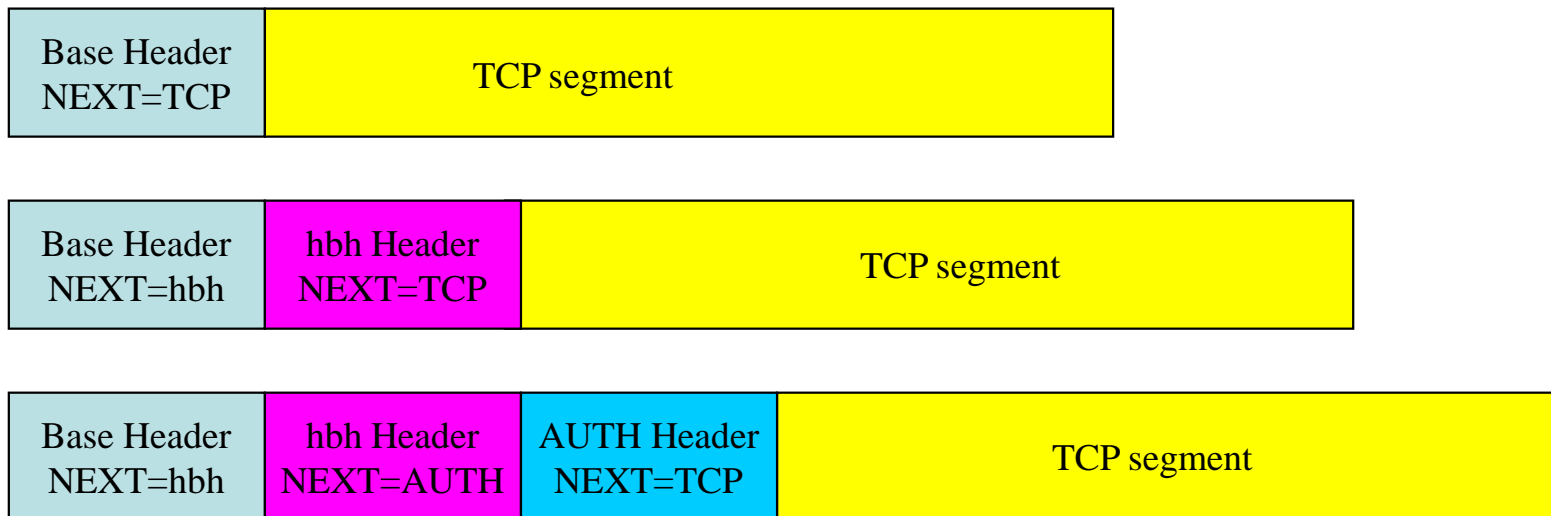 Base Header
NEXT=TCP
TCP segment
Base Header
NEXT=hbh
hbh Header
NEXT=TCP
TCP segment
Base Header
NEXT=hbh
hbh Header
NEXT=AUTH
AUTH Header
NEXT=TCP
TCP segment